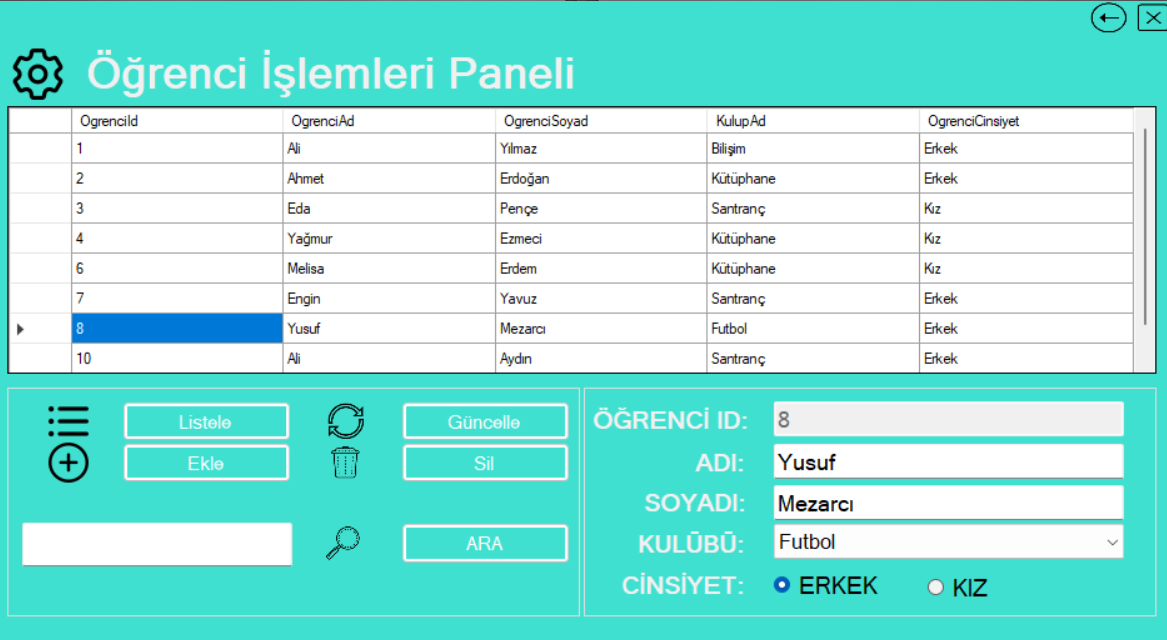 Öğrenci İşlemleri Paneli
OgrenciId OgrenciAd OgrenciSoyad KulupAd OgrenciCinsiyet
1 Ali Yılmaz Bilişim Erkek
2 Ahmet Erdoğan Kütüphane Erkek
3 Eda Pençe Santranç Kız
4 Yağmur Ezmeci Kütüphane Kız
6 Melisa Erdem Kütüphane Kız
7 Engin Yavuz Santranç Erkek
8 Yusuf Mezarcı Futbol Erkek
10 Ali Aydın Santranç Erkek
Listele Güncelle
Ekle Sil
ARA
ÖĞRENCİ ID: 8
ADI: Yusuf
SOYADI: Mezarcı
KULÜBÜ: Futbol
CİNSİYET: ERKEK KIZ